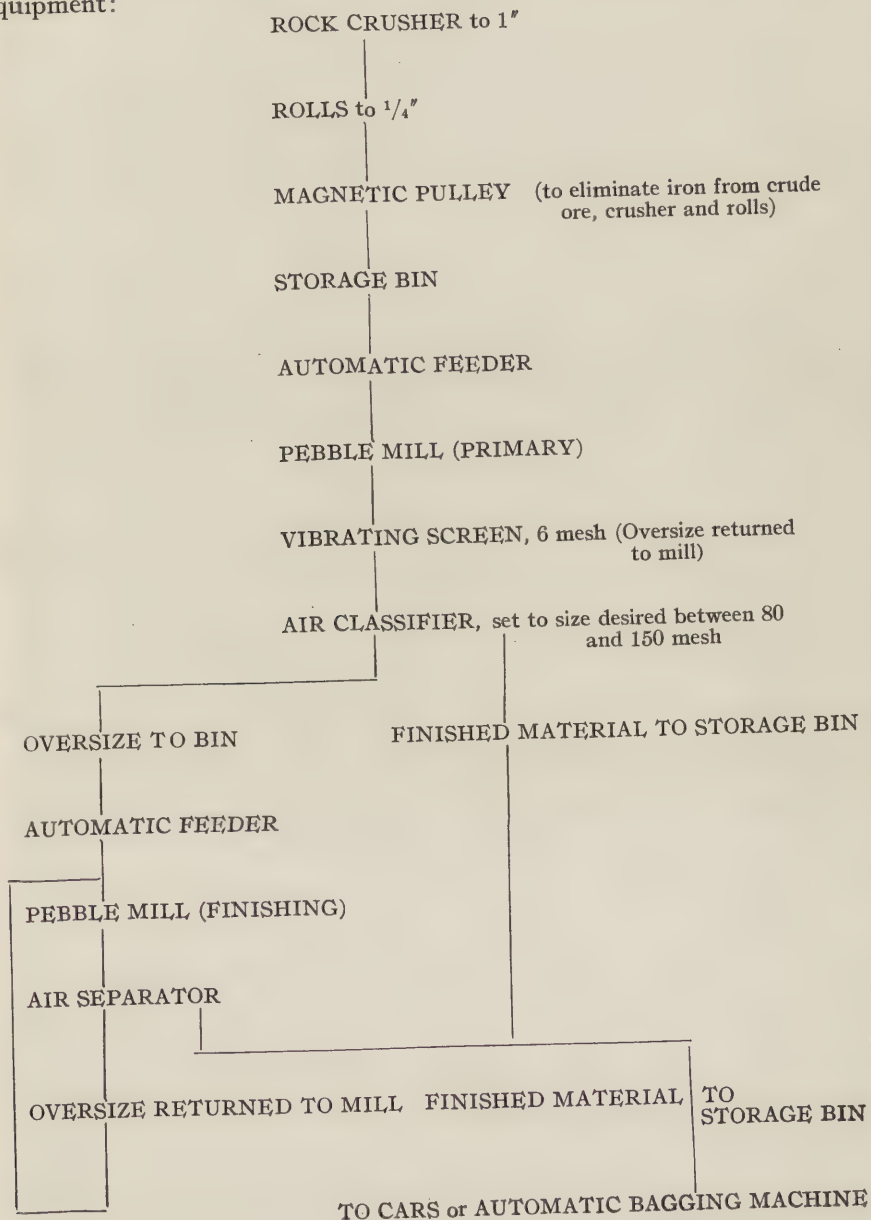 quipment:
ROCK CRUSHER to 1″
ROLLS to 1/4″
MAGNETIC PULLEY (to eliminate iron from crude
ore, crusher and rolls)
STORAGE BIN
AUTOMATIC FEEDER
PEBBLE MILL (PRIMARY)
VIBRATING SCREEN, 6 mesh (Oversize returned
to mill)
AIR CLASSIFIER, set to size desired between 80
and 150 mesh
OVERSIZE TO BIN
FINISHED MATERIAL TO STORAGE BIN
AUTOMATIC FEEDER
PEBBLE MILL (FINISHING)
AIR SEPARATOR
OVERSIZE RETURNED TO MILL
FINISHED MATERIAL TO
STORAGE BIN
TO CARS or AUTOMATIC BAGGING MACHINE